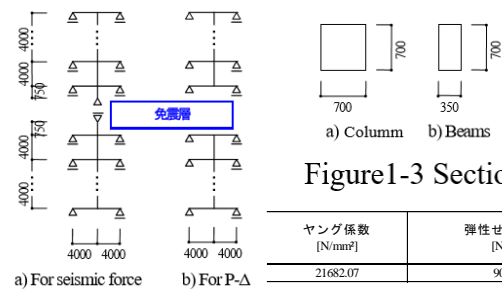 4000
4000
750
750
4000
4000
免震層
4000 4000
4000 4000
a) For seismic force
b) For P-Δ
700
700
700
350
a) Columm
b) Beams
Figure1-3 Sectio
ヤング係数
[N/mm²]
弾性せ
[N
21682.07
90